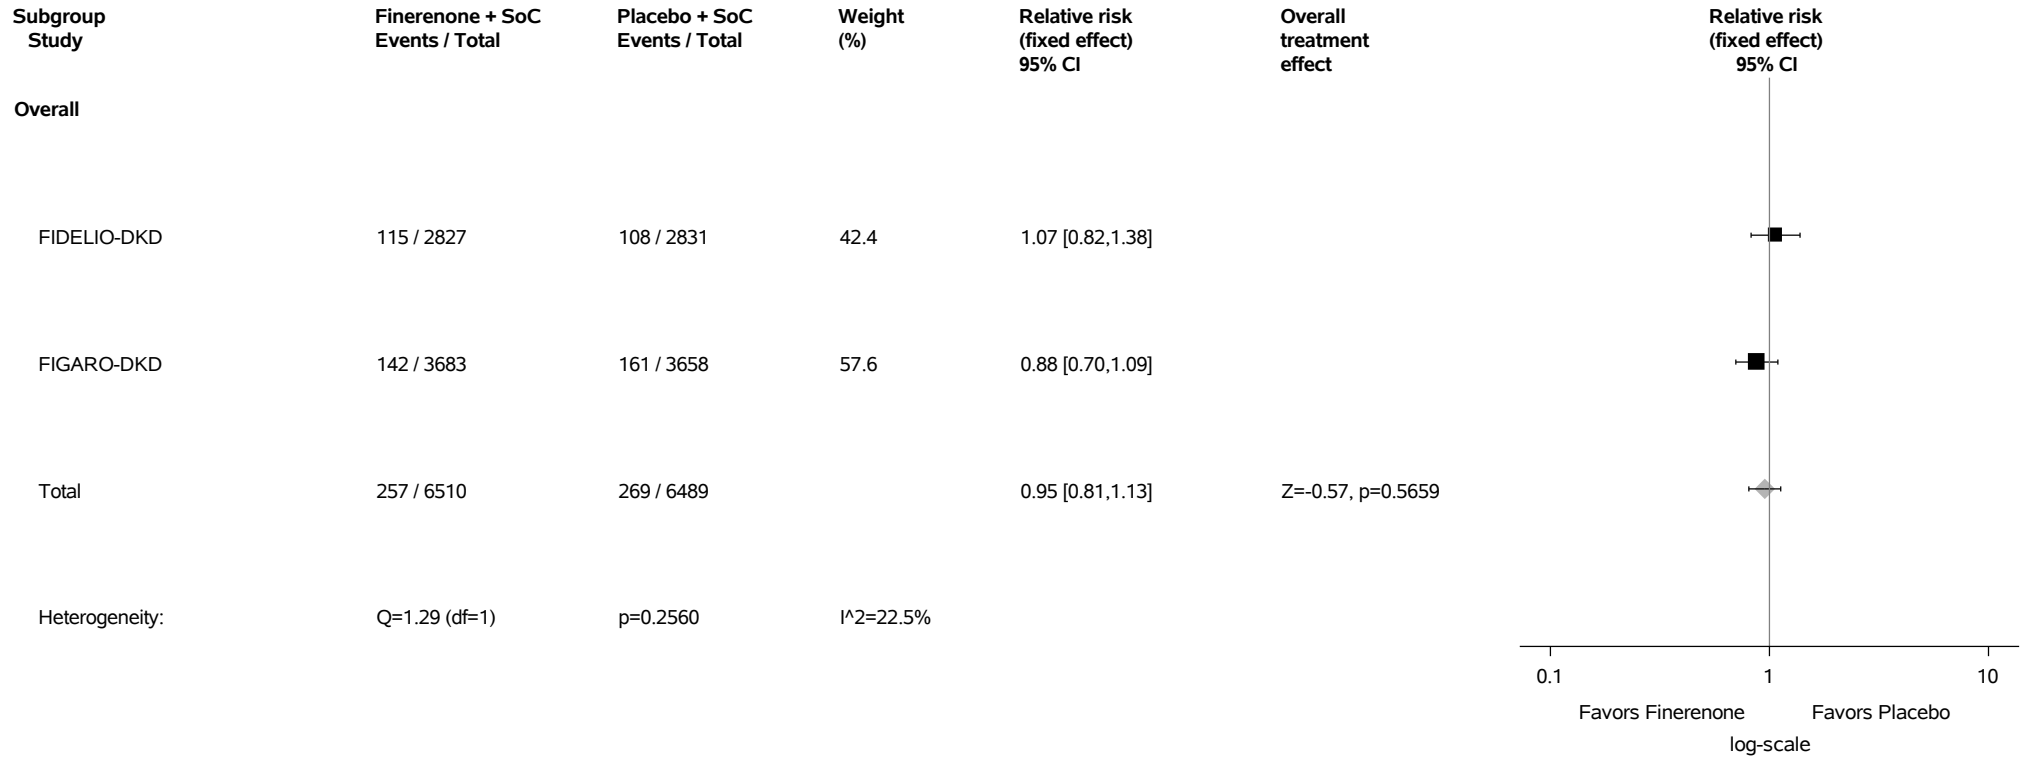 Subgroup Finerenone + SoC Placebo + SoC Weight Relative risk Overall Relative risk
Study Events / Total Events / Total (%) (fixed effect) treatment (fixed effect)
95% CI effect 95% CI
Overall
FIDELIO-DKD 115 / 2827 108 / 2831 42.4 1.07 [0.82,1.38]
FIGARO-DKD 142 / 3683 161 / 3658 57.6 0.88 [0.70,1.09]
Total 257 / 6510 269 / 6489 0.95 [0.81,1.13] Z=-0.57, p=0.5659
Heterogeneity: Q=1.29 (df=1) p=0.2560 I^2=22.5%
0.1 1 10
Favors Finerenone Favors Placebo
log-scale